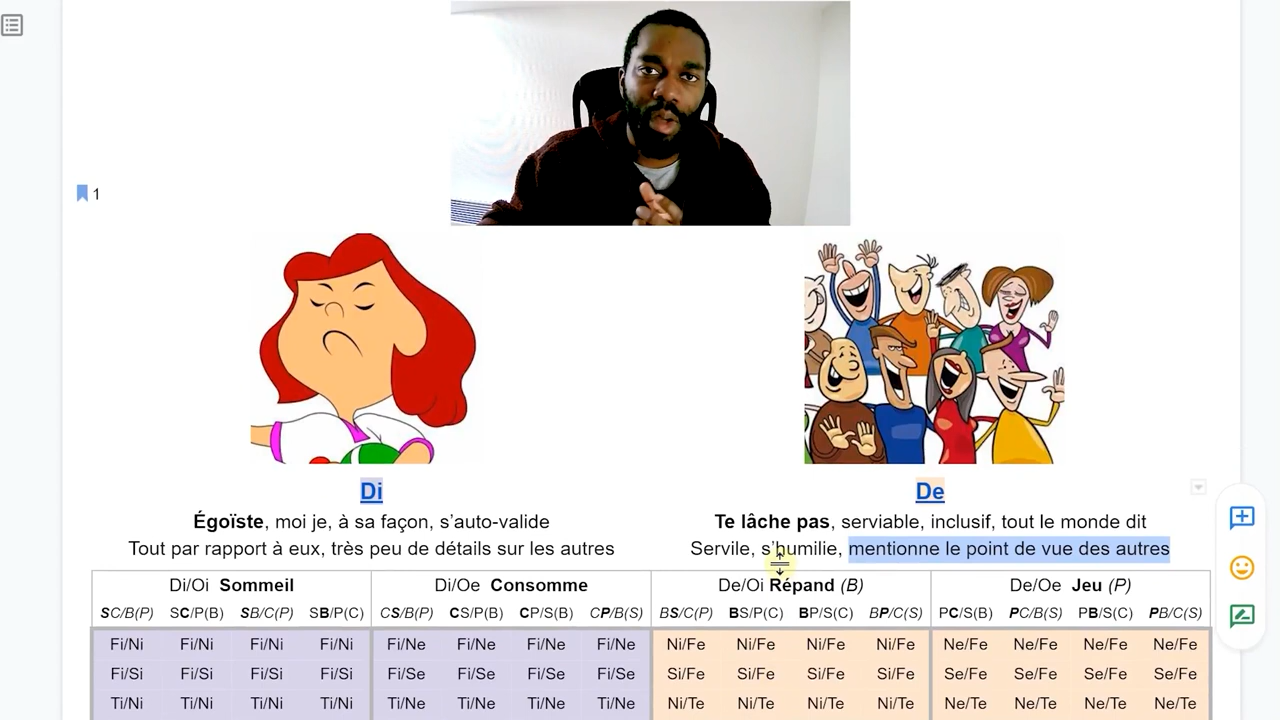 1
Di
De
Égoïste, moi je, à sa façon, s'auto-valide
Te lâche pas, serviable, inclusif, tout le monde dit
Tout par rapport à eux, très peu de détails sur les autres
Servile, s'humilie, mentionne le point de vue des autres
Di/Oi Sommeil Di/Oe Consomme De/Oi Répand (B) De/Oe Jeu (P)
SC/B(P) SC/P(B) SB/C(P) SB/P(C) CS/B(P) CS/P(B) CP/S(B) CP/B(S) BS/C(P) BS/P(C) BP/S(C) BP/C(S) PC/S(B) PC/B(S) PB/S(C) PB/C(S)
Fi/Ni Fi/Ni Fi/Ni Fi/Ni Fi/Ne Fi/Ne Fi/Ne Fi/Ne Ni/Fe Ni/Fe Ni/Fe Ni/Fe Ne/Fe Ne/Fe Ne/Fe Ne/Fe
Fi/Si Fi/Si Fi/Si Fi/Si Fi/Se Fi/Se Fi/Se Fi/Se Si/Fe Si/Fe Si/Fe Si/Fe Se/Fe Se/Fe Se/Fe Se/Fe
Ti/Ni Ti/Ni Ti/Ni Ti/Ni Ti/Ne Ti/Ne Ti/Ne Ti/Ne Ni/Te Ni/Te Ni/Te Ni/Te Ne/Te Ne/Te Ne/Te Ne/Te